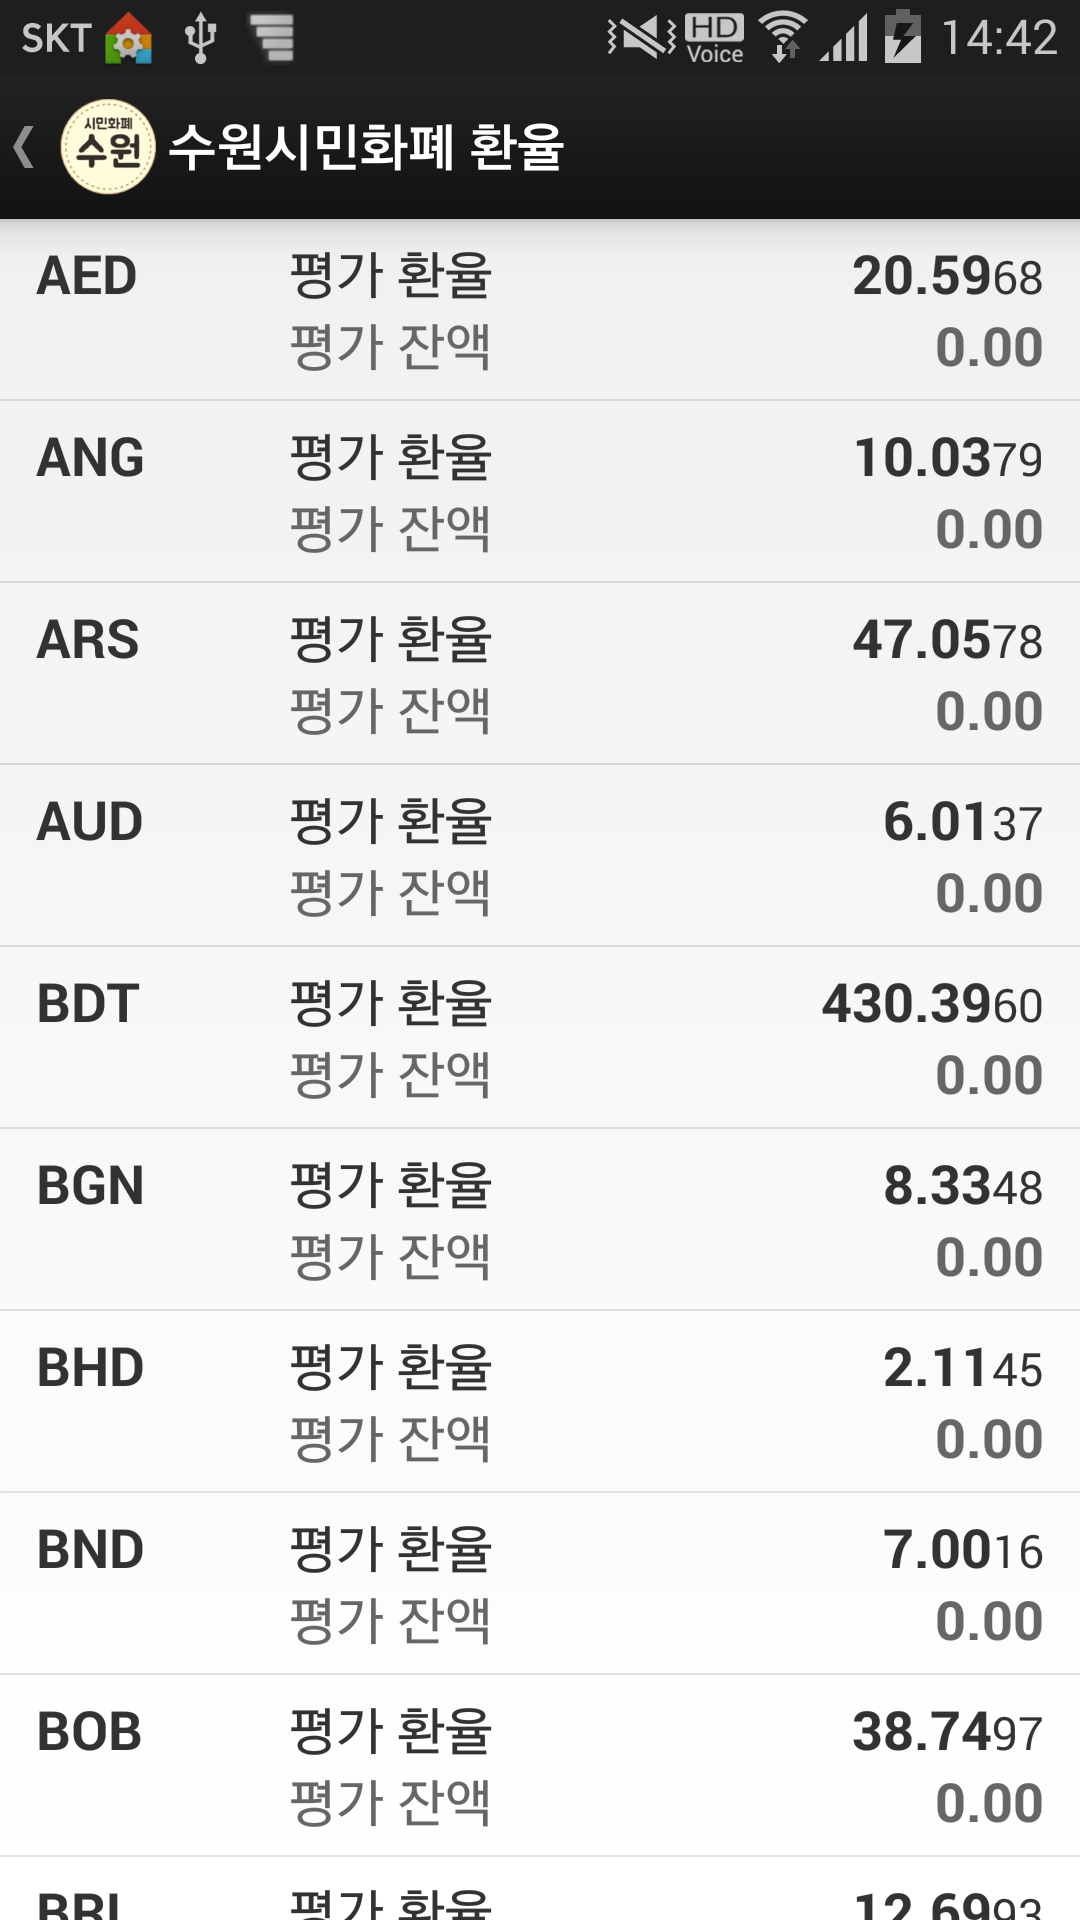 SKT HD Voice 14:42
시민화폐 수원 수원시민화폐 환율
AED 평가 환율 20.5968
평가 잔액 0.00
ANG 평가 환율 10.0379
평가 잔액 0.00
ARS 평가 환율 47.0578
평가 잔액 0.00
AUD 평가 환율 6.0137
평가 잔액 0.00
BDT 평가 환율 430.3960
평가 잔액 0.00
BGN 평가 환율 8.3348
평가 잔액 0.00
BHD 평가 환율 2.1145
평가 잔액 0.00
BND 평가 환율 7.0016
평가 잔액 0.00
BOB 평가 환율 38.7497
평가 잔액 0.00
BRL 평가 환율 12.6993